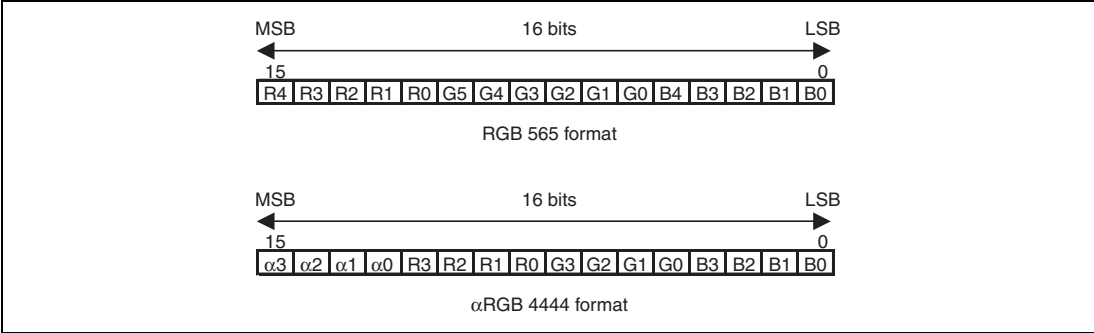 MSB 16 bits LSB
15 0
R4 R3 R2 R1 R0 G5 G4 G3 G2 G1 G0 B4 B3 B2 B1 B0
RGB 565 format
MSB 16 bits LSB
15 0
α3 α2 α1 α0 R3 R2 R1 R0 G3 G2 G1 G0 B3 B2 B1 B0
αRGB 4444 format